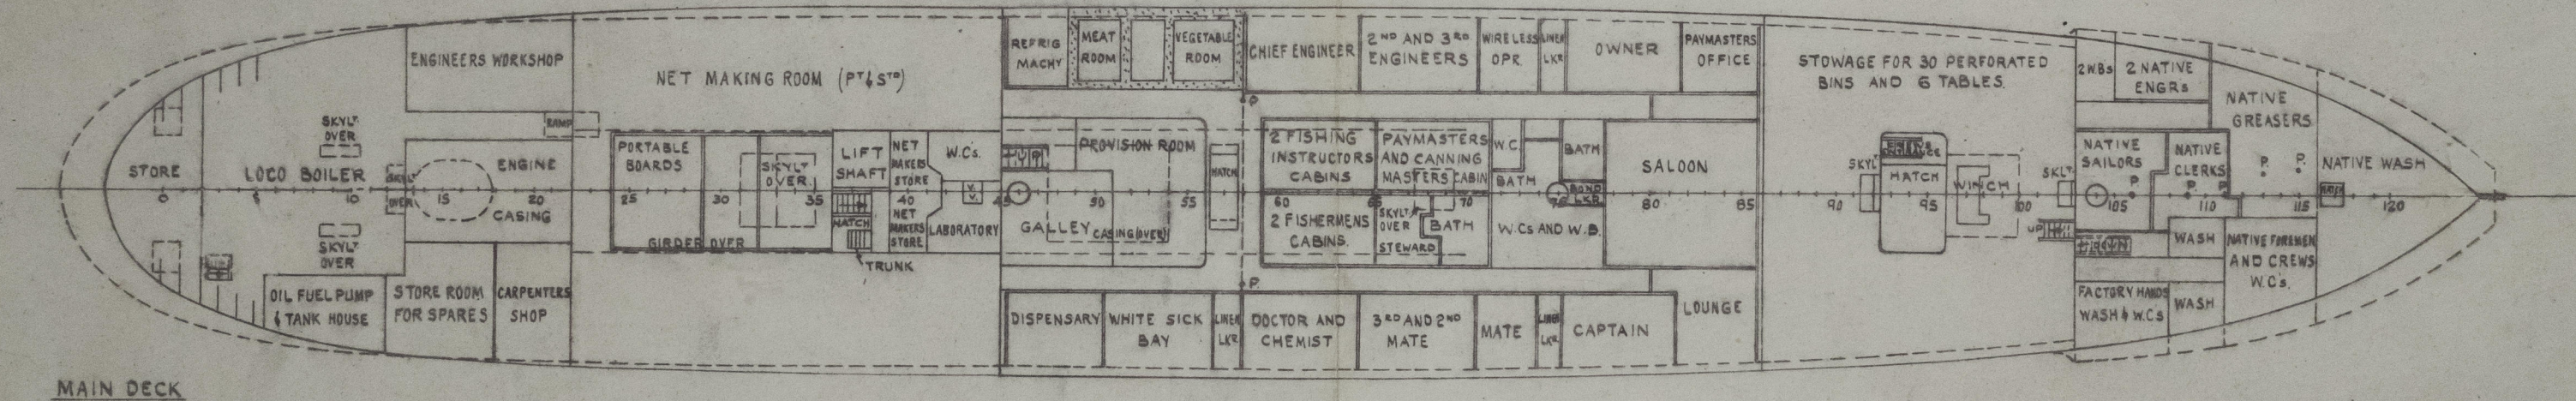 ENGINEERS WORKSHOP
NET MAKING ROOM (PT & STD)
REFRIG
MACHY
MEAT
ROOM
VEGETABLE
ROOM
CHIEF ENGINEER
2ND AND 3RD
ENGINEERS
WIRELESS
OPR.
LINEN
LKR
OWNER
PAYMASTERS
OFFICE
STOWAGE FOR 30 PERFORATED
BINS AND 6 TABLES.
2 W.Bs
2 NATIVE
ENGRs
NATIVE
GREASERS
STORE
SKYLT
OVER
LOCO BOILER
SKYLT
OVER
SKYLT
OVER
RAMP
ENGINE
CASING
PORTABLE
BOARDS
SKYLT
OVER.
GIRDER OVER
LIFT
SHAFT
HATCH
TRUNK
NET
MAKERS
STORE
NET
MAKERS
STORE
W.Cs.
V.
V.
LABORATORY
UP
PROVISION ROOM
GALLEY
CASING (OVER)
HATCH
P
P.
2 FISHING
INSTRUCTORS
CABINS
2 FISHERMENS
CABINS.
PAYMASTERS
AND CANNING
MASTERS CABIN
SKYLT
OVER
STEWARD
BATH
W.C.
BATH
BATH
BOND
LKR
W.Cs AND W.B.
SALOON
SKYLT
HATCH
WINCH
SKLT.
UP
NATIVE
SAILORS
P
NATIVE
CLERKS
P
P
P.
P.
NATIVE WASH
WASH
NATIVE FOREMEN
AND CREWS
W.C's.
FACTORY HANDS
WASH & W.Cs
WASH
0 5 10 15 20 25 30 35 40 45 50 55 60 65 70 75 80 85 90 95 100 105 110 115 120
OIL FUEL PUMP
& TANK HOUSE
STORE ROOM
FOR SPARES
CARPENTERS
SHOP
DISPENSARY
WHITE SICK
BAY
LINEN
LKR
DOCTOR AND
CHEMIST
3RD AND 2ND
MATE
MATE
LINEN
LKR
CAPTAIN
LOUNGE
MAIN DECK